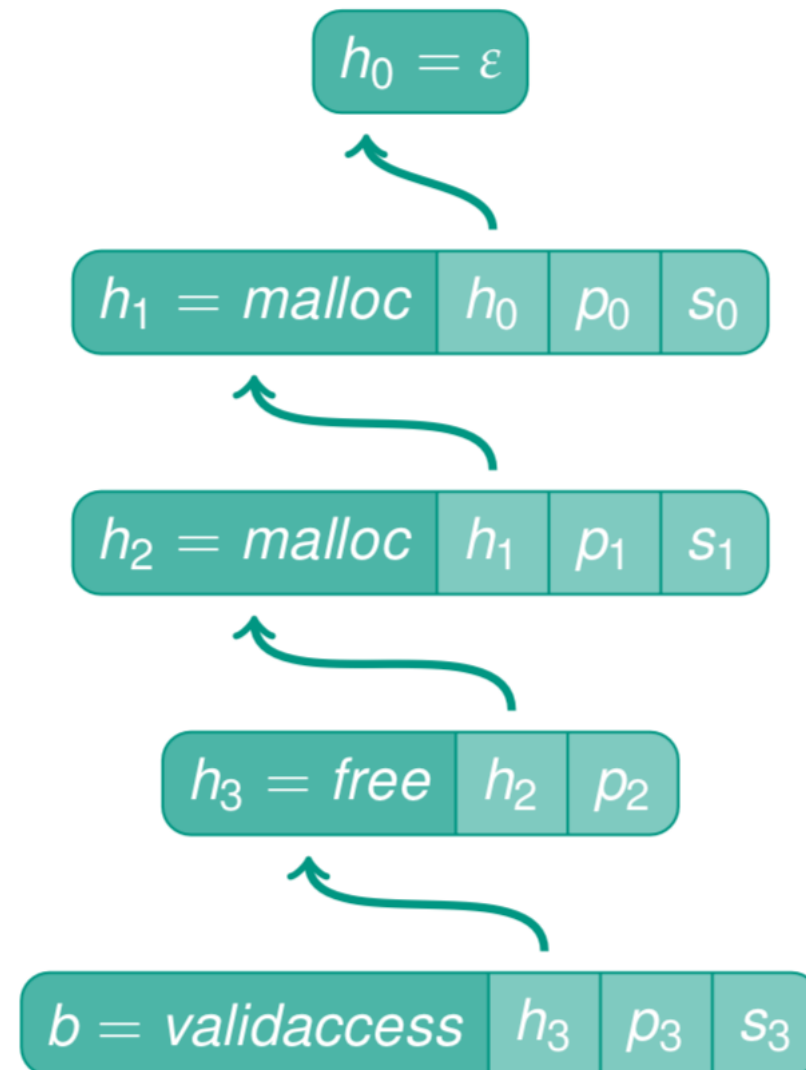 h₀ = ε
h₁ = malloc h₀ p₀ s₀
h₂ = malloc h₁ p₁ s₁
h₃ = free h₂ p₂
b = validaccess h₃ p₃ s₃